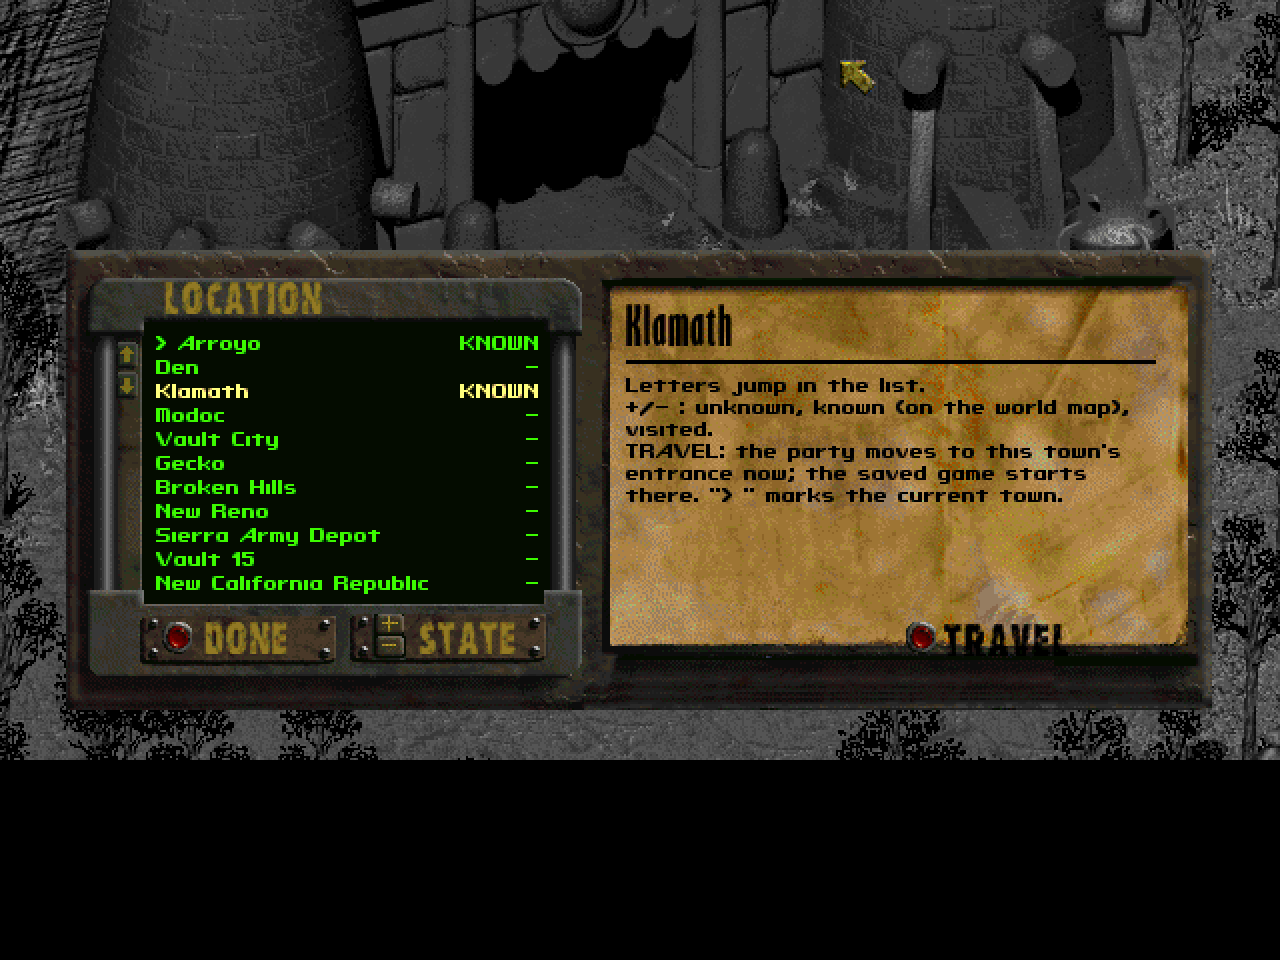 LOCATION
> Arroyo KNOWN
Den –
Klamath KNOWN
Modoc –
Vault City –
Gecko –
Broken Hills –
New Reno –
Sierra Army Depot –
Vault 15 –
New California Republic –
DONE
+
–
STATE
Klamath
Letters jump in the list.
+/- : unknown, known (on the world map),
visited.
TRAVEL: the party moves to this town's
entrance now; the saved game starts
there. "> " marks the current town.
TRAVEL